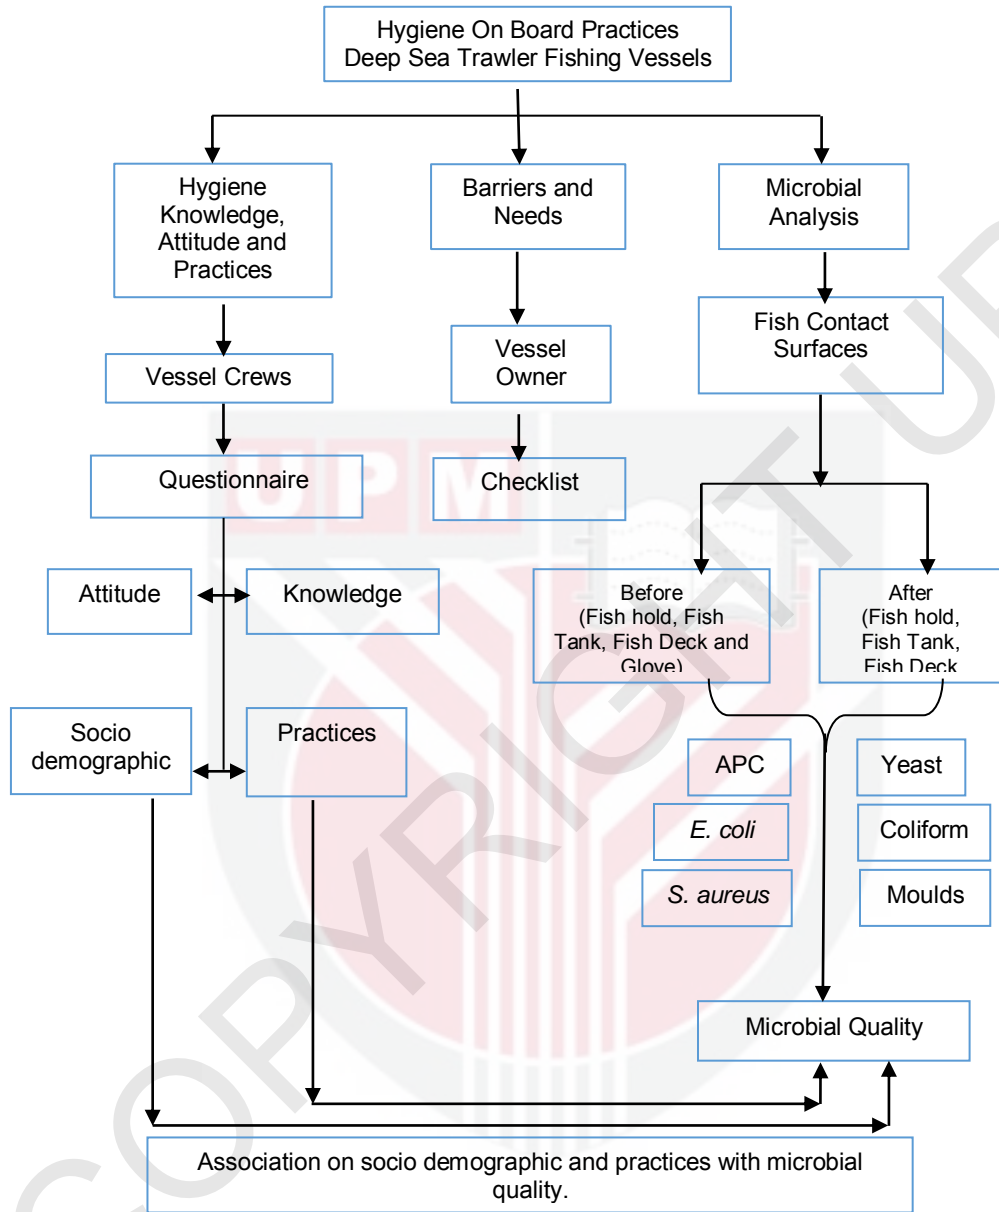 Hygiene On Board Practices
Deep Sea Trawler Fishing Vessels
Hygiene
Knowledge,
Attitude and
Practices
Barriers and
Needs
Microbial
Analysis
Fish Contact
Surfaces
Vessel
Owner
Vessel Crews
Questionnaire
Checklist
UPM
Attitude
Knowledge
Before
(Fish hold, Fish
Tank, Fish Deck and
Glove)
After
(Fish hold,
Fish Tank,
Fish Deck
Socio
demographic
Practices
APC
Yeast
E. coli
Coliform
S. aureus
Moulds
Microbial Quality
Association on socio demographic and practices with microbial
quality.
COPYRIGHT UP